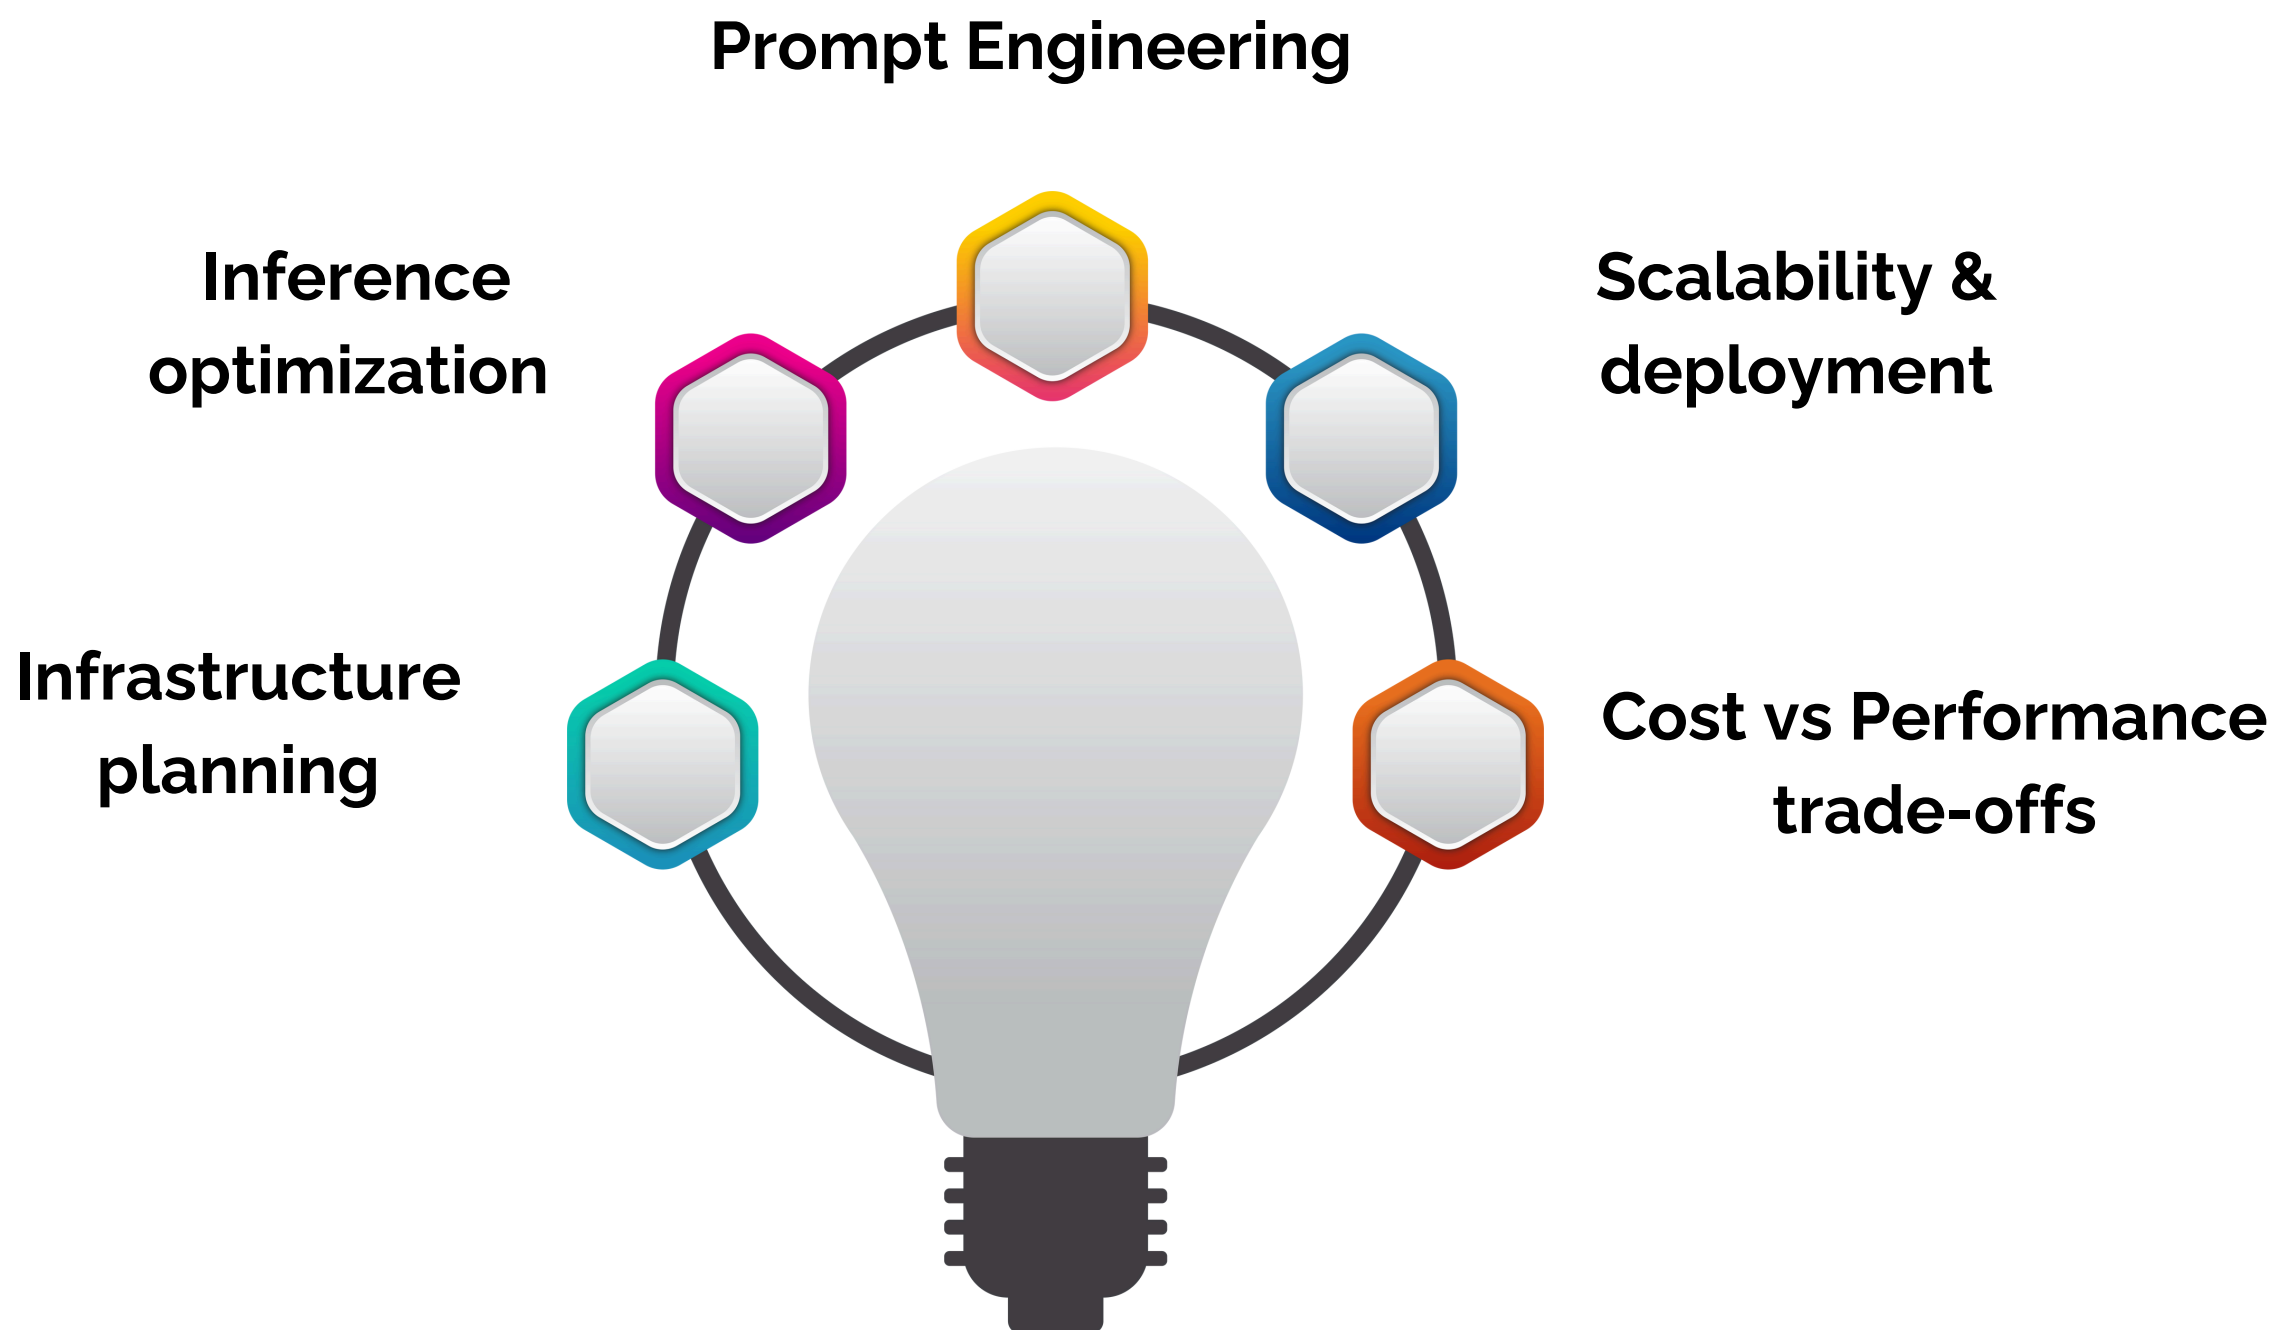 Prompt Engineering
Inference
optimization
Scalability &
deployment
Infrastructure
planning
Cost vs Performance
trade-offs